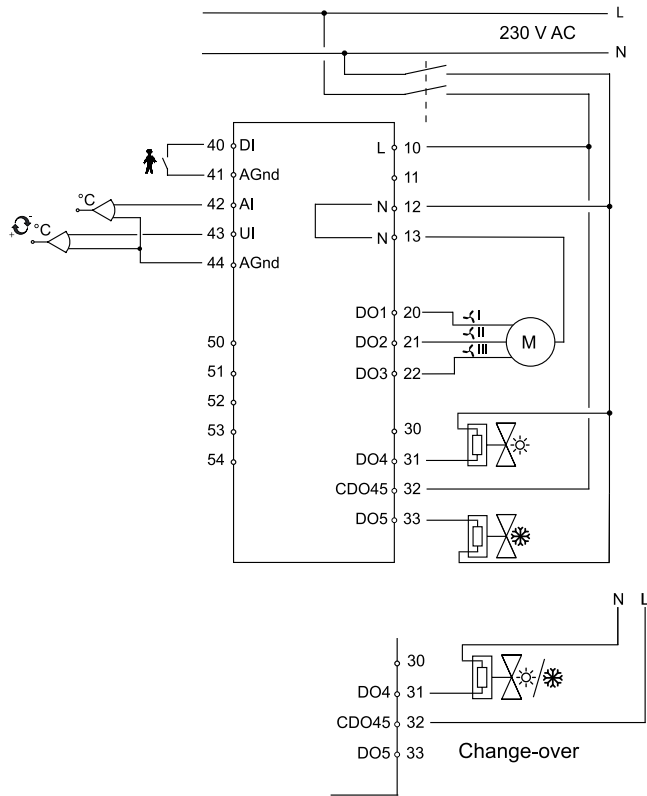 L
230 V AC
N
40 DI
41 AGnd
°C 42 AI
°C 43 UI
44 AGnd
50
51
52
53
54
L 10
11
N 12
N 13
DO1 20 I
DO2 21 II
DO3 22 III
M
30
DO4 31
CDO45 32
DO5 33
N L
30
DO4 31
CDO45 32
DO5 33 Change-over